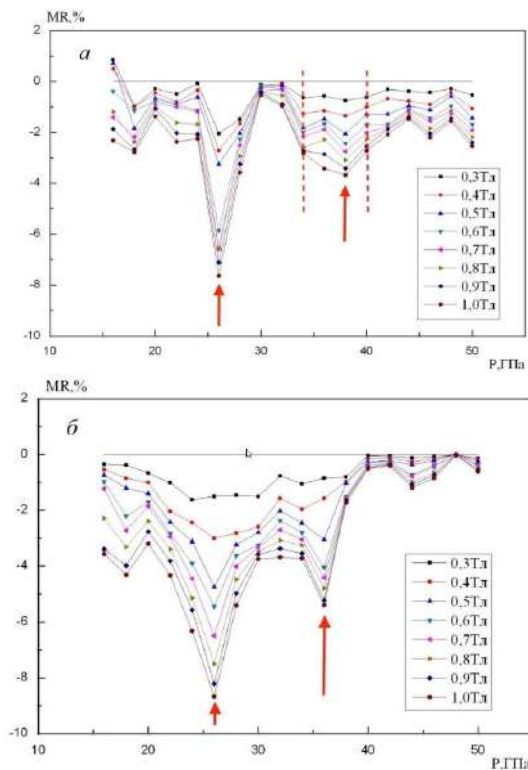 MR,%
а
2
0
-2
-4
-6
-8
-10
0,3Тл
0,4Тл
0,5Тл
0,6Тл
0,7Тл
0,8Тл
0,9Тл
1,0Тл
10 20 30 40 50
Р,ГПа
MR,%
б
2
0
-2
-4
-6
-8
-10
0,3Тл
0,4Тл
0,5Тл
0,6Тл
0,7Тл
0,8Тл
0,9Тл
1,0Тл
10 20 30 40 50
Р,ГПа